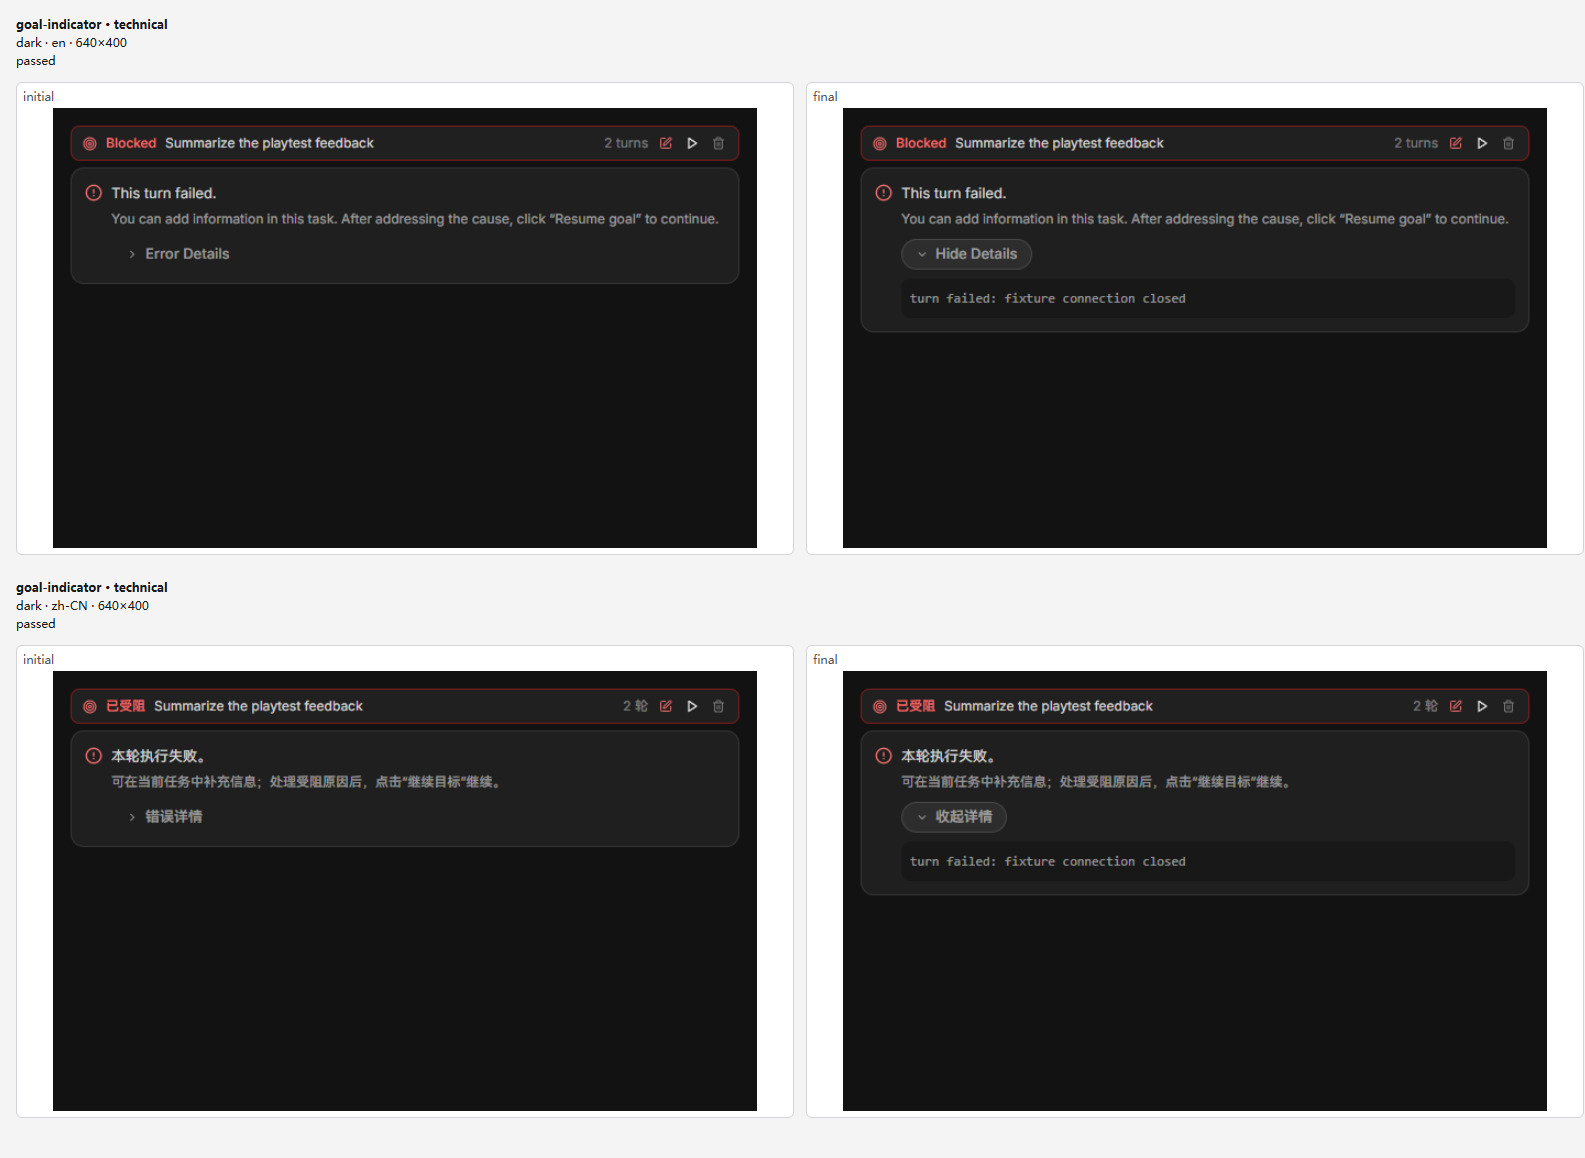 goal-indicator • technical
dark · en · 640×400
passed
initial
Blocked Summarize the playtest feedback 2 turns
This turn failed.
You can add information in this task. After addressing the cause, click “Resume goal” to continue.
Error Details
final
Blocked Summarize the playtest feedback 2 turns
This turn failed.
You can add information in this task. After addressing the cause, click “Resume goal” to continue.
Hide Details
turn failed: fixture connection closed
goal-indicator • technical
dark · zh-CN · 640×400
passed
initial
已受阻 Summarize the playtest feedback 2 轮
本轮执行失败。
可在当前任务中补充信息；处理受阻原因后，点击“继续目标”继续。
错误详情
final
已受阻 Summarize the playtest feedback 2 轮
本轮执行失败。
可在当前任务中补充信息；处理受阻原因后，点击“继续目标”继续。
收起详情
turn failed: fixture connection closed